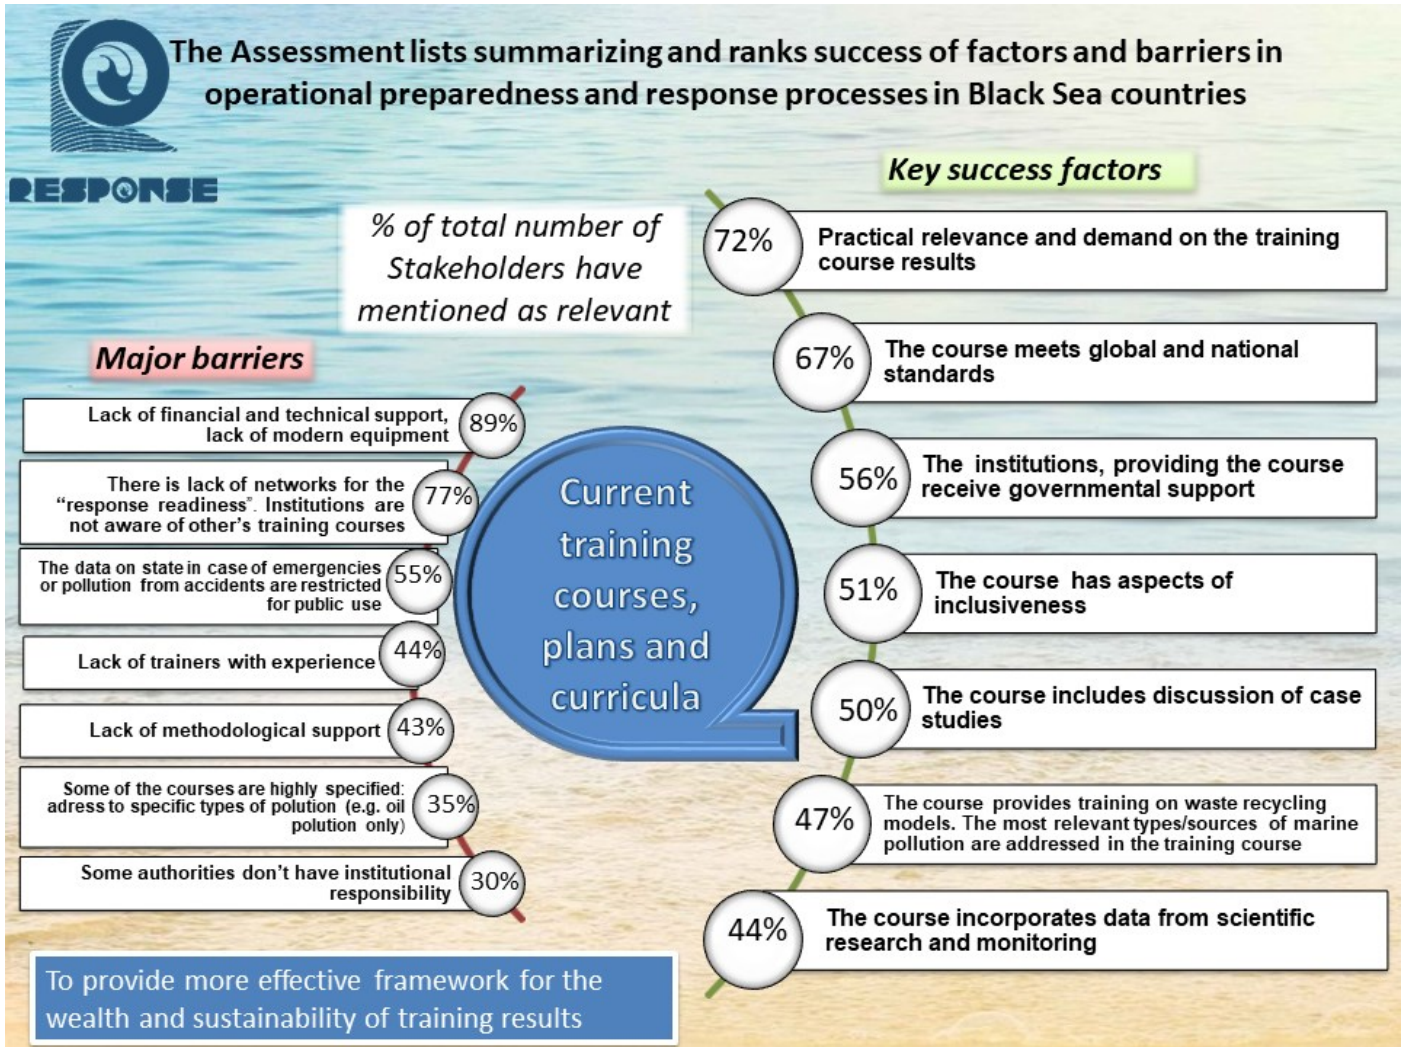 The Assessment lists summarizing and ranks success of factors and barriers in
operational preparedness and response processes in Black Sea countries
RESPONSE
% of total number of
Stakeholders have
mentioned as relevant
Major barriers
Lack of financial and technical support,
lack of modern equipment
89%
There is lack of networks for the
“response readiness”. Institutions are
not aware of other’s training courses
77%
The data on state in case of emergencies
or pollution from accidents are restricted
for public use
55%
Lack of trainers with experience
44%
Lack of methodological support
43%
Some of the courses are highly specified:
adress to specific types of polution (e.g. oil
polution only)
35%
Some authorities don’t have institutional
responsibility
30%
Current
training
courses,
plans and
curricula
Key success factors
72%
Practical relevance and demand on the training
course results
67%
The course meets global and national
standards
56%
The institutions, providing the course
receive governmental support
51%
The course has aspects of
inclusiveness
50%
The course includes discussion of case
studies
47%
The course provides training on waste recycling
models. The most relevant types/sources of marine
pollution are addressed in the training course
44%
The course incorporates data from scientific
research and monitoring
To provide more effective framework for the
wealth and sustainability of training results